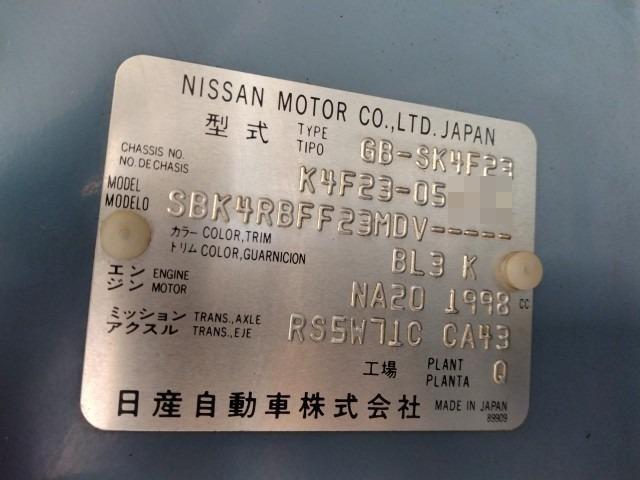 NISSAN MOTOR CO.,LTD. JAPAN
型式 TYPE TIPO GB-SK4F23
CHASSIS NO. NO. DE CHASIS K4F23-05
MODEL MODELO SBK4RBFF23MDV-----
カラー COLOR,TRIM
トリム COLOR,GUARNICION BL3 K
エンジン ENGINE MOTOR NA20 1998 cc
ミッション TRANS.,AXLE
アクスル TRANS.,EJE RS5W71C CA43
工場 PLANT PLANTA Q
日産自動車株式会社 MADE IN JAPAN
89909